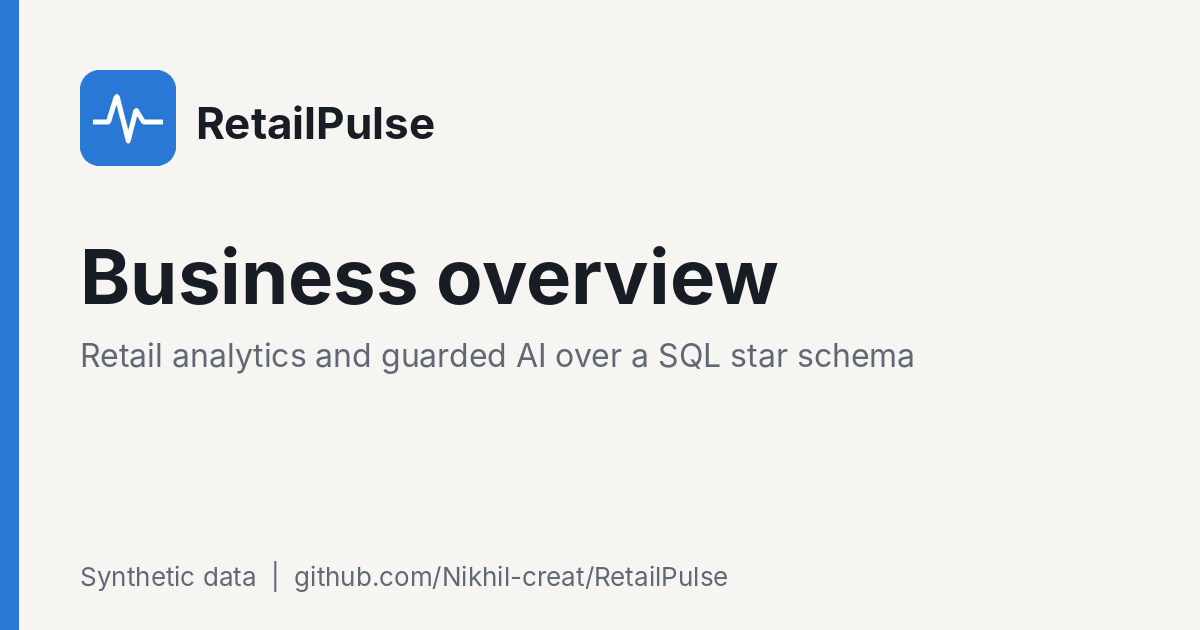 RetailPulse
Business overview
Retail analytics and guarded AI over a SQL star schema
Synthetic data | github.com/Nikhil-creat/RetailPulse